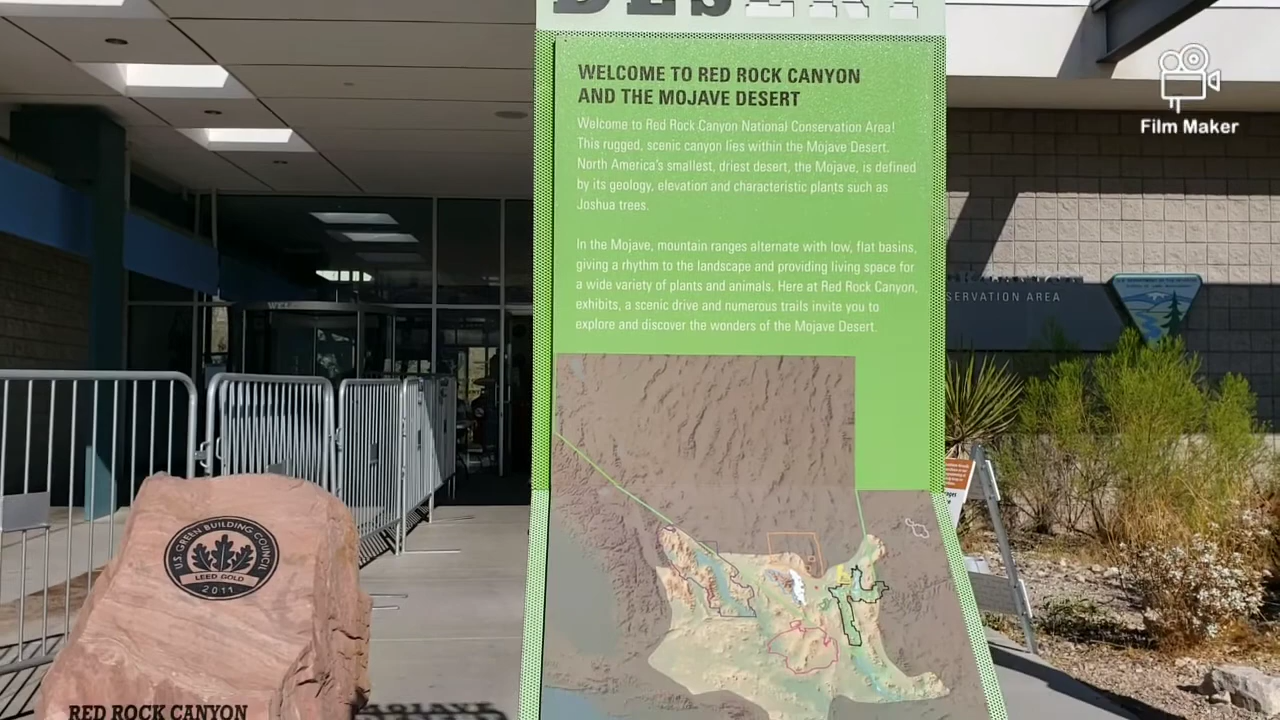 DESERT
WELCOME TO RED ROCK CANYON
AND THE MOJAVE DESERT
Welcome to Red Rock Canyon National Conservation Area!
This rugged, scenic canyon lies within the Mojave Desert.
North America's smallest, driest desert, the Mojave, is defined
by its geology, elevation and characteristic plants such as
Joshua trees.
In the Mojave, mountain ranges alternate with low, flat basins,
giving a rhythm to the landscape and providing living space for
a wide variety of plants and animals. Here at Red Rock Canyon,
exhibits, a scenic drive and numerous trails invite you to
explore and discover the wonders of the Mojave Desert.
Film Maker
SERVATION AREA
U.S. GREEN BUILDING COUNCIL
LEED GOLD
2011
RED ROCK CANYON
MOJAVE